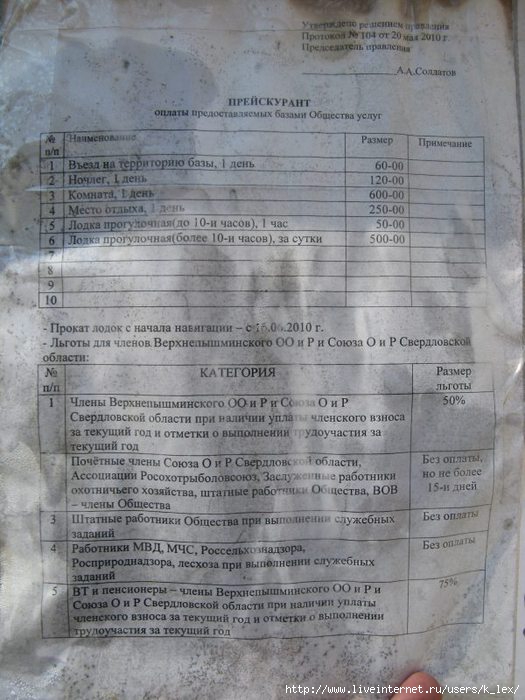 Утверждено решением правления
Протокол № 104 от 20 мая 2010 г.
Председатель правления
А.А.Солдатов
ПРЕЙСКУРАНТ
оплаты предоставляемых базами Общества услуг
№ п/п Наименование Размер Примечание
1 Въезд на территорию базы, 1 день 60-00
2 Ночлег, 1 день 120-00
3 Комната, 1 день 600-00
4 Место отдыха, 1 день 250-00
5 Лодка прогулочная(до 10-и часов), 1 час 50-00
6 Лодка прогулочная(более 10-и часов), за сутки 500-00
7
8
9
10
- Прокат лодок с начала навигации – с .2010 г.
- Льготы для членов Верхнепышминского ОО и Р и Союза О и Р Свердловской
области:
№ п/п КАТЕГОРИЯ Размер льготы
1 Члены Верхнепышминского ОО и Р и Союза О и Р 50%
Свердловской области при наличии уплаты членского взноса
за текущий год и отметки о выполнении трудоучастия за
текущий год
Почётные члены Союза О и Р Свердловской области, Без оплаты,
Ассоциации Росохотрыболовсоюз, Заслуженные работники но не более
охотничьего хозяйства, штатные работники Общества, ВОВ 15-и дней
– члены Общества
3 Штатные работники Общества при выполнении служебных Без оплаты
заданий
4 Работники МВД, МЧС, Россельхознадзора, Без оплаты
Росприроднадзора, лесхоза при выполнении служебных
заданий
5 ВТ и пенсионеры – члены Верхнепышминского ОО и Р и 75%
Союза О и Р Свердловской области при наличии уплаты
членского взноса за текущий год и отметки о выполнении
трудоучастия за текущий год
http://www.liveinternet.ru/users/k_lex/